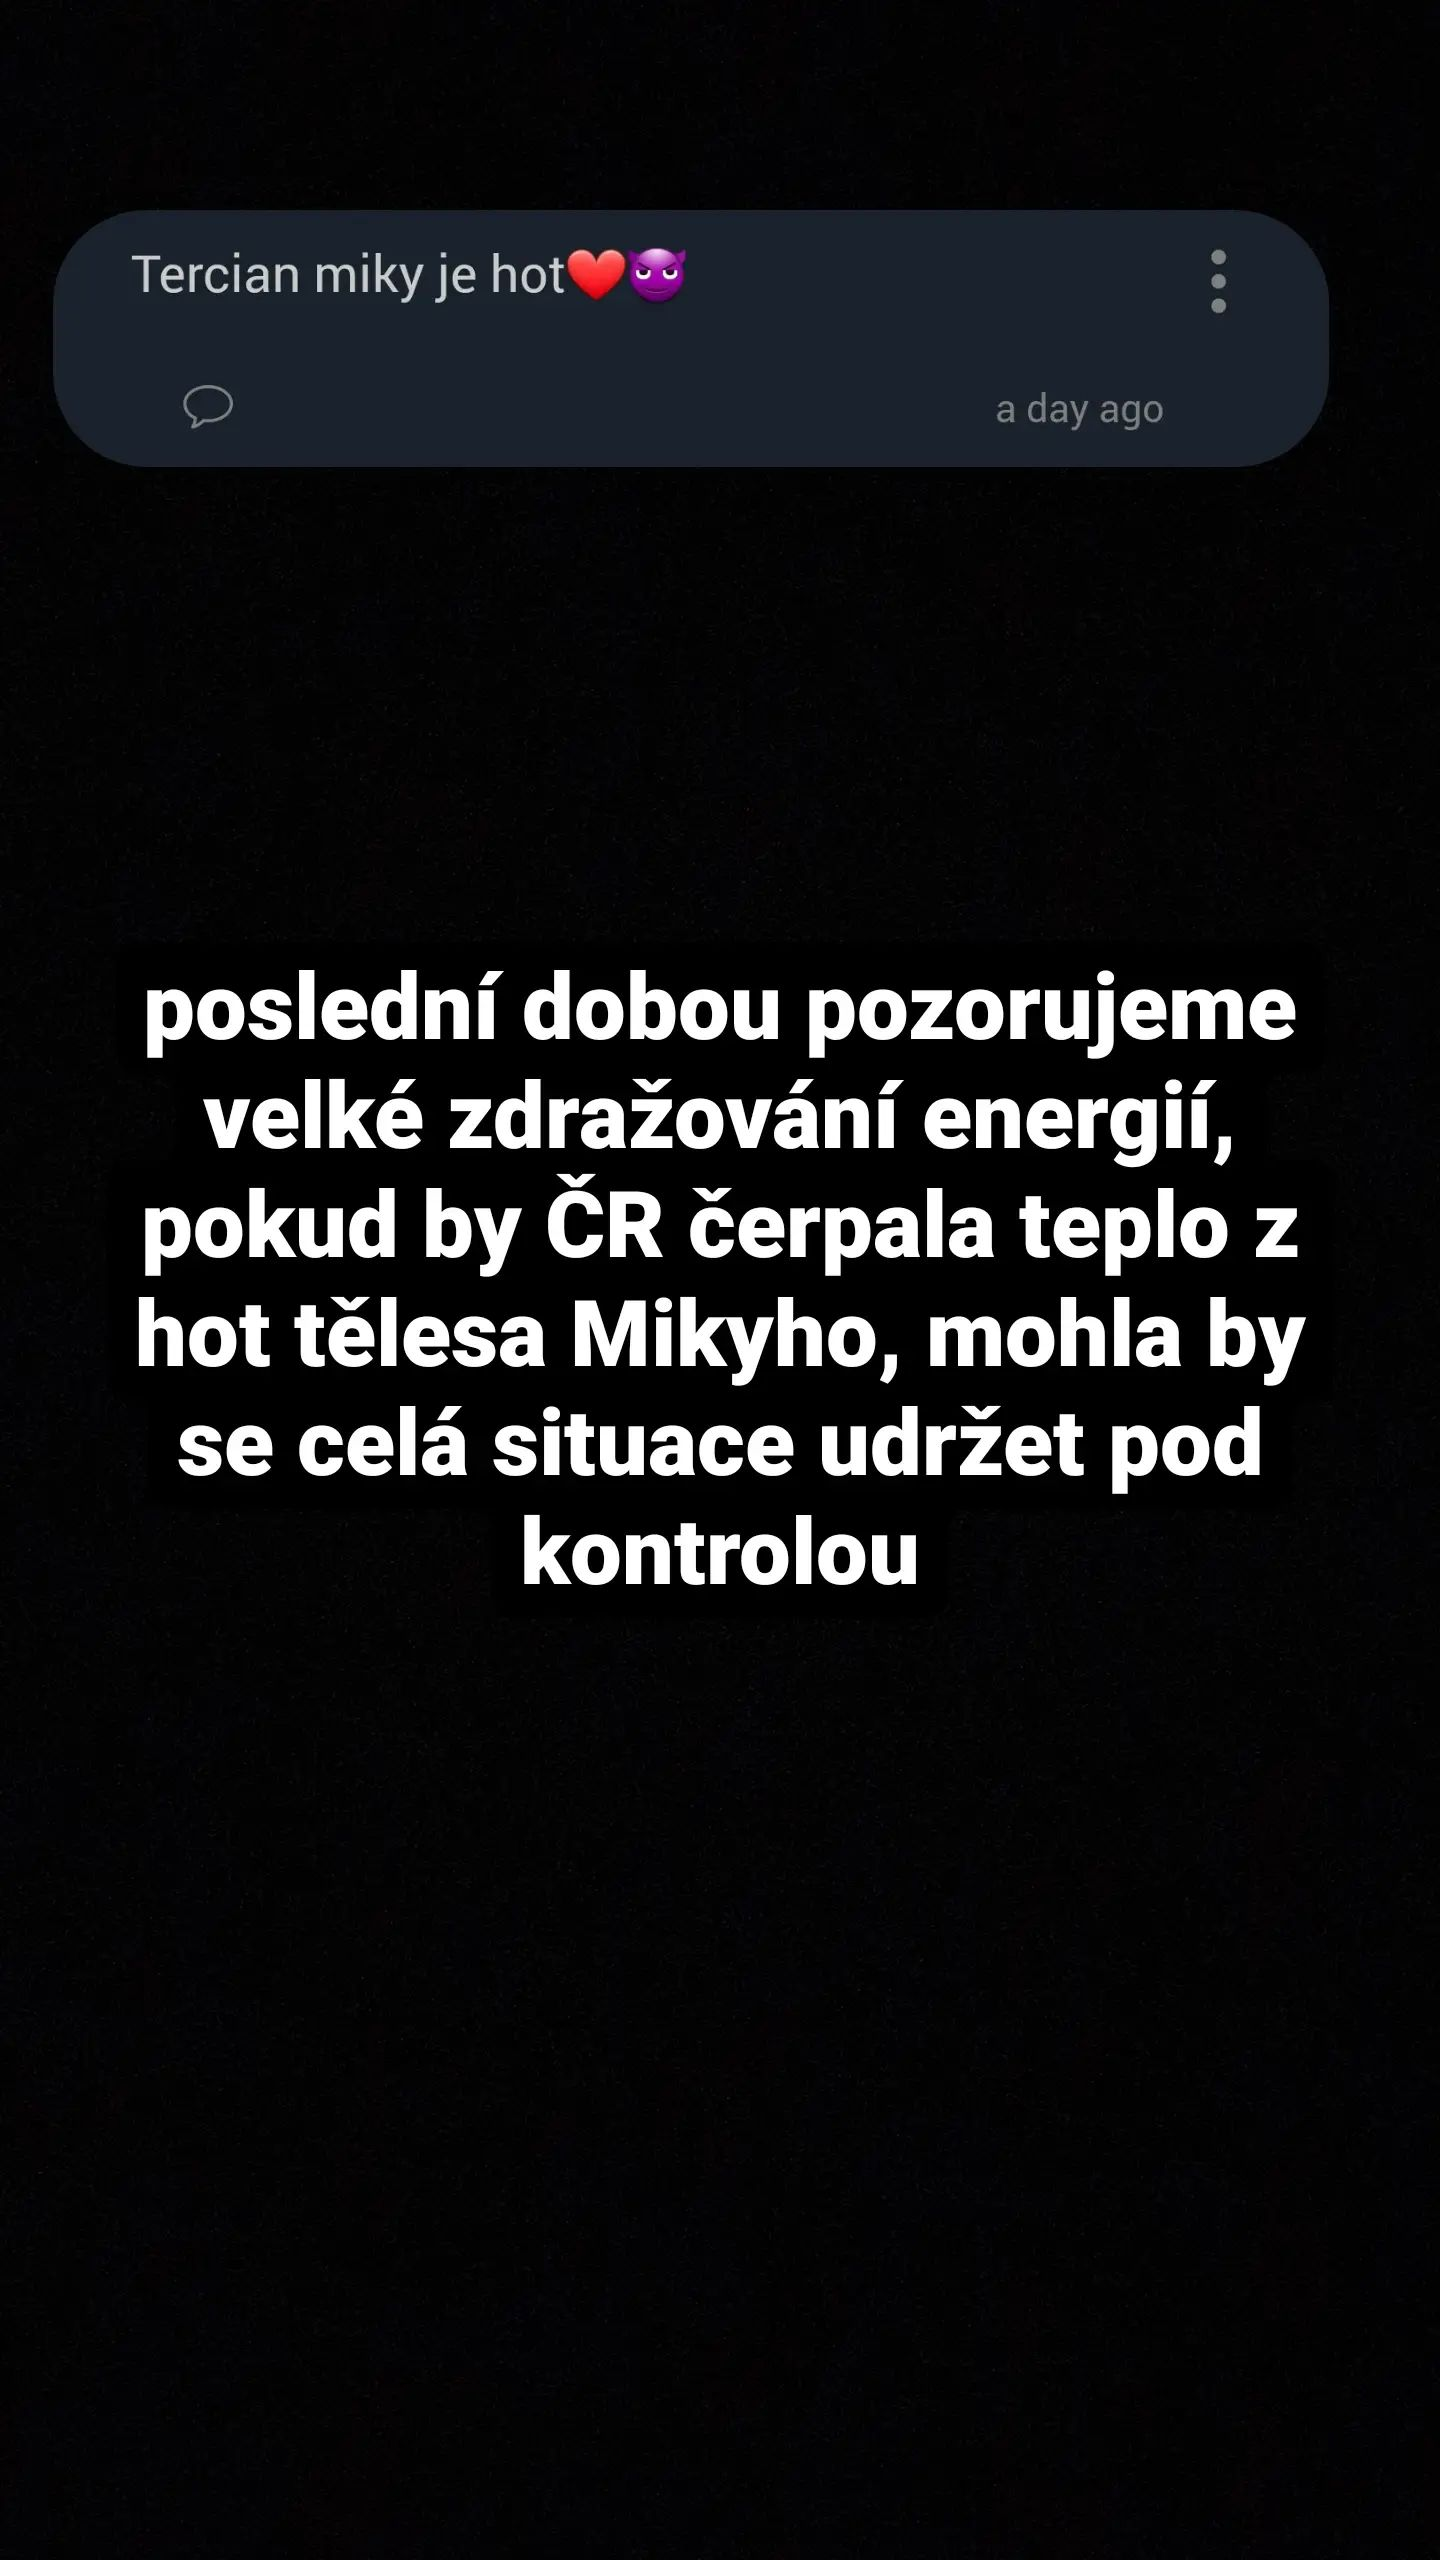 Tercian miky je hot❤️😈
a day ago
poslední dobou pozorujeme
velké zdražování energií,
pokud by ČR čerpala teplo z
hot tělesa Mikyho, mohla by
se celá situace udržet pod
kontrolou